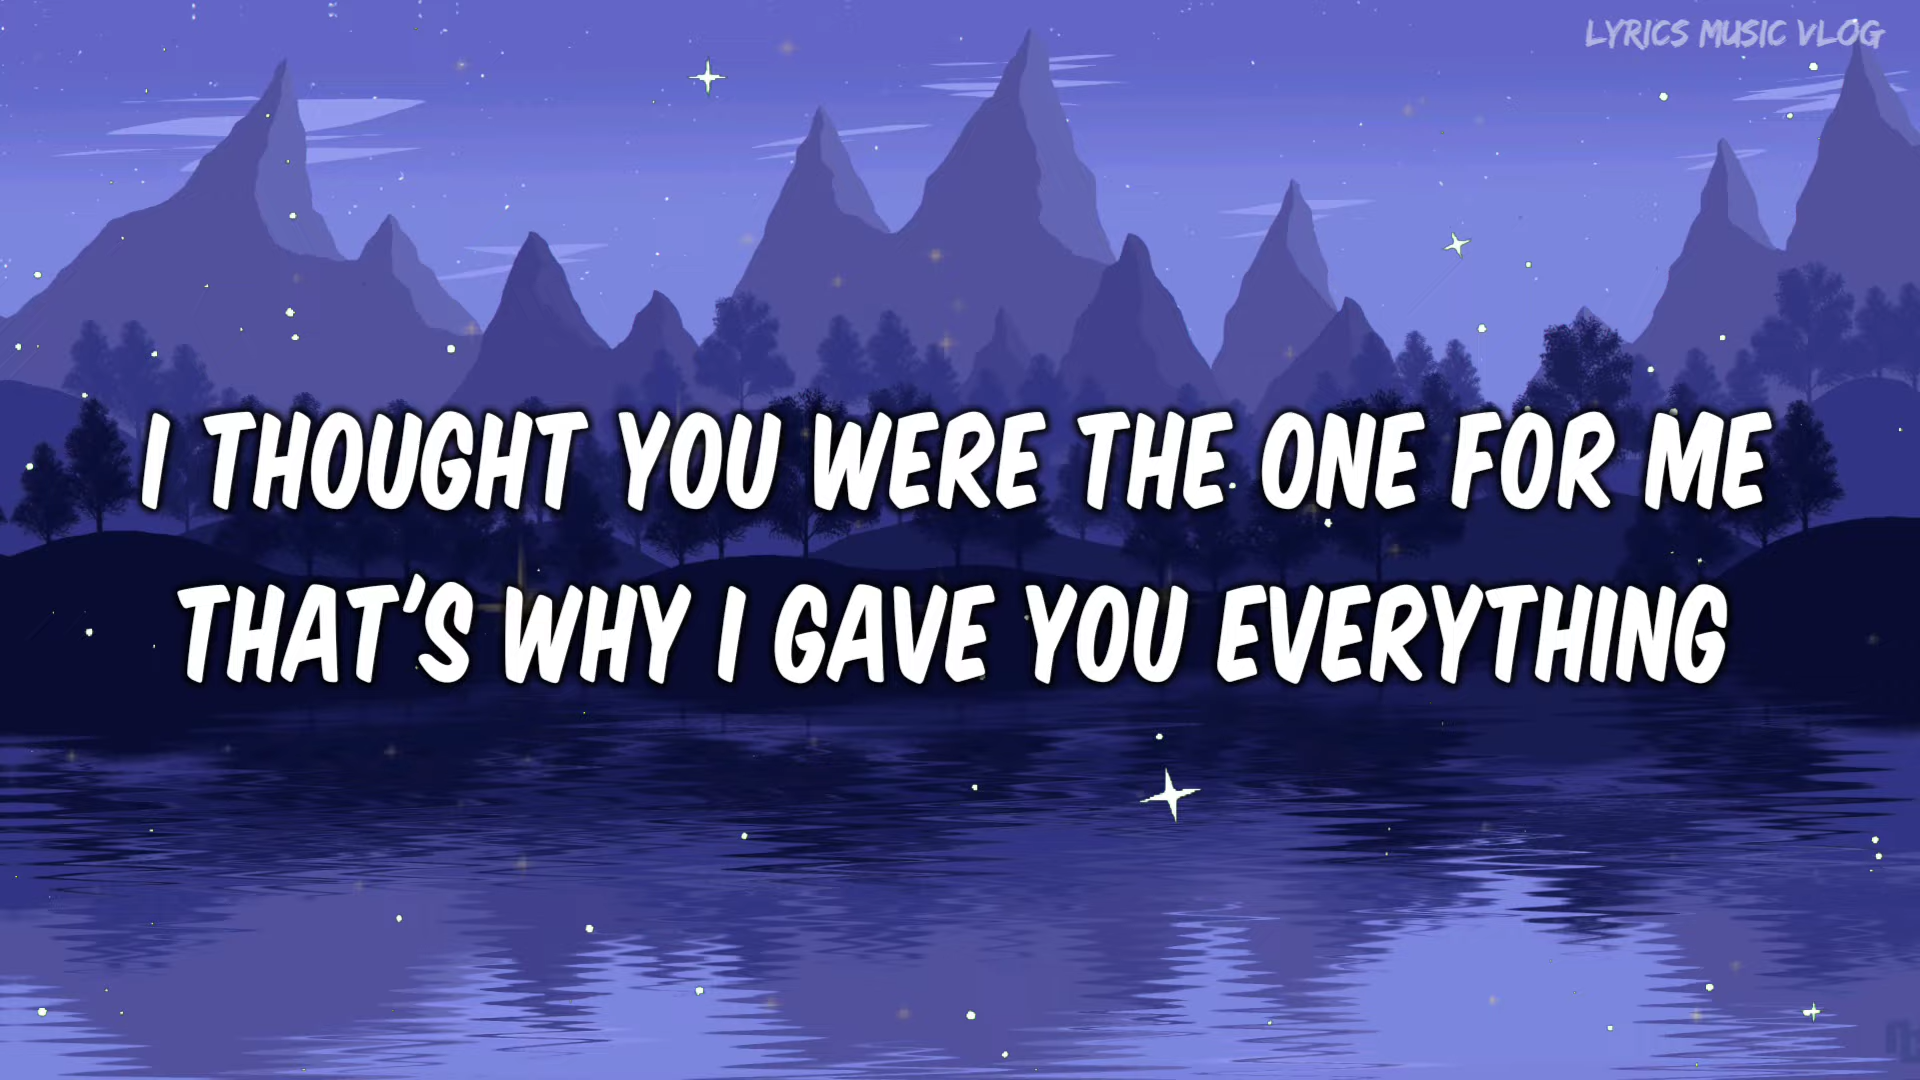 LYRICS MUSIC VLOG
I THOUGHT YOU WERE THE ONE FOR ME
THAT'S WHY I GAVE YOU EVERYTHING